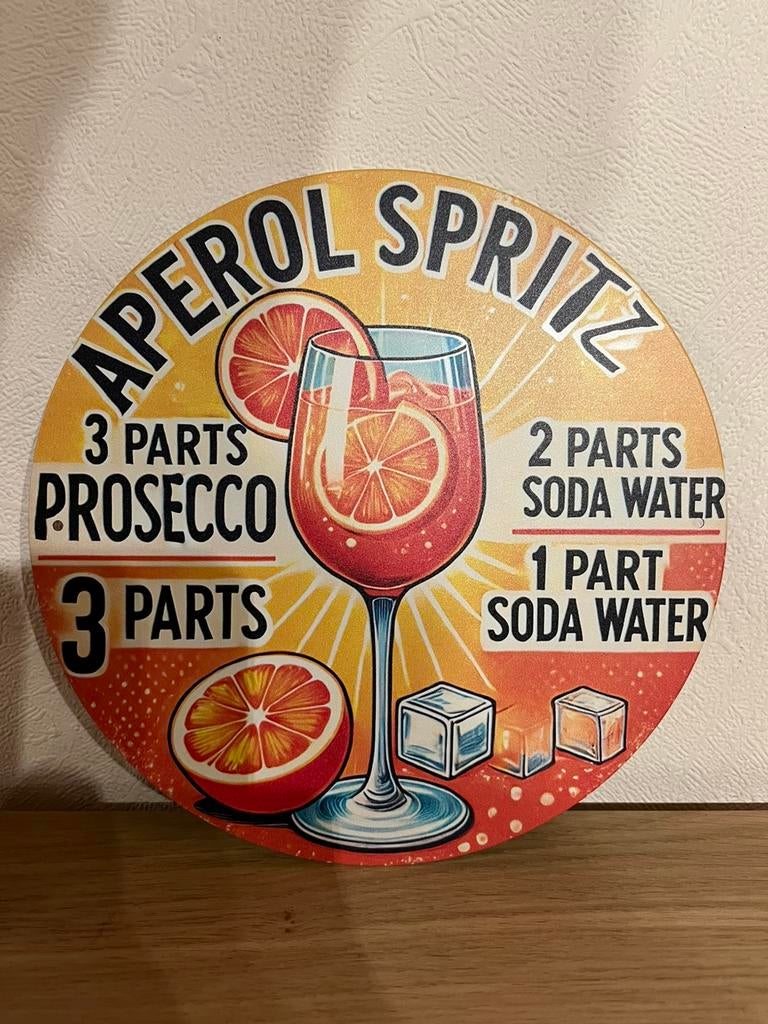 APEROL SPRITZ
3 PARTS
PROSECCO
3 PARTS
2 PARTS
SODA WATER
1 PART
SODA WATER